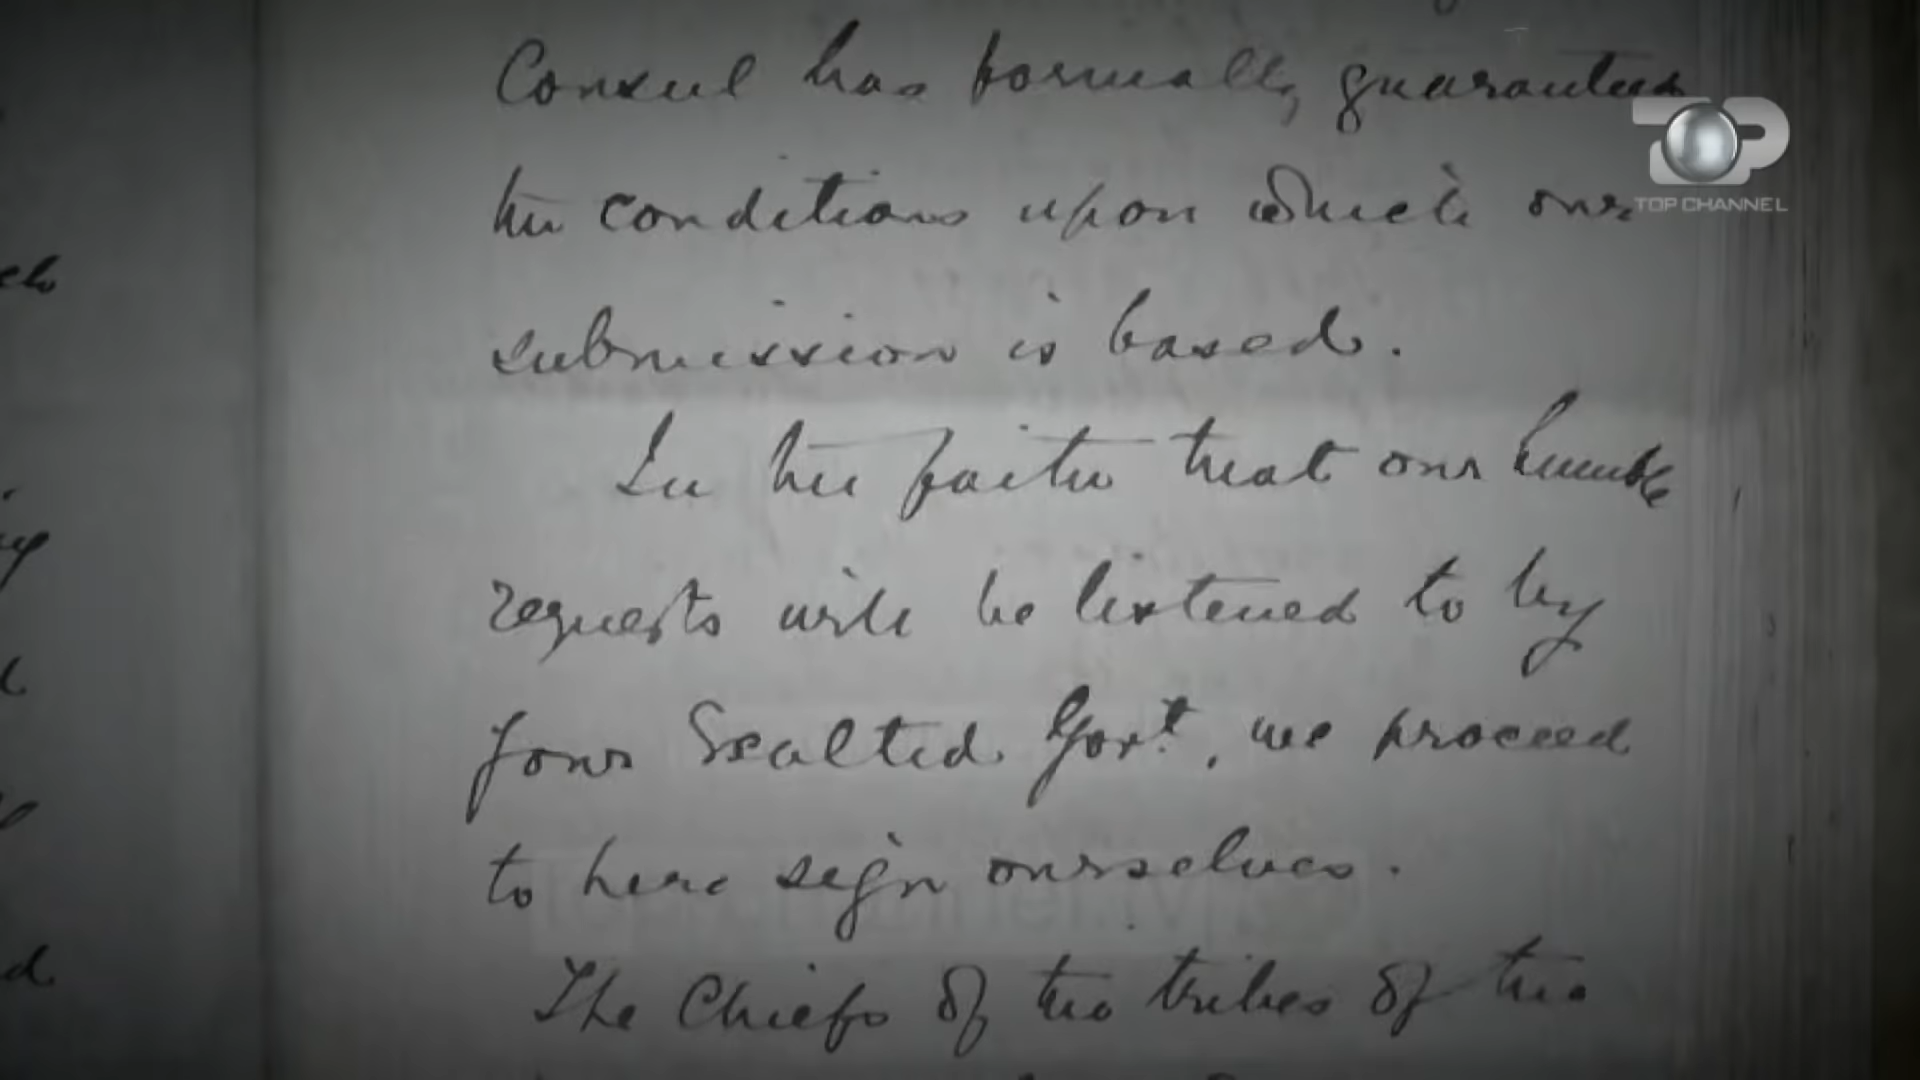 Consul has formally guaranteed
the conditions upon which our
submission is based.
In the faith that our humble
requests will be listened to by
your Exalted Govt, we proceed
to here sign ourselves.
The Chiefs of the tribes of the
TOP CHANNEL